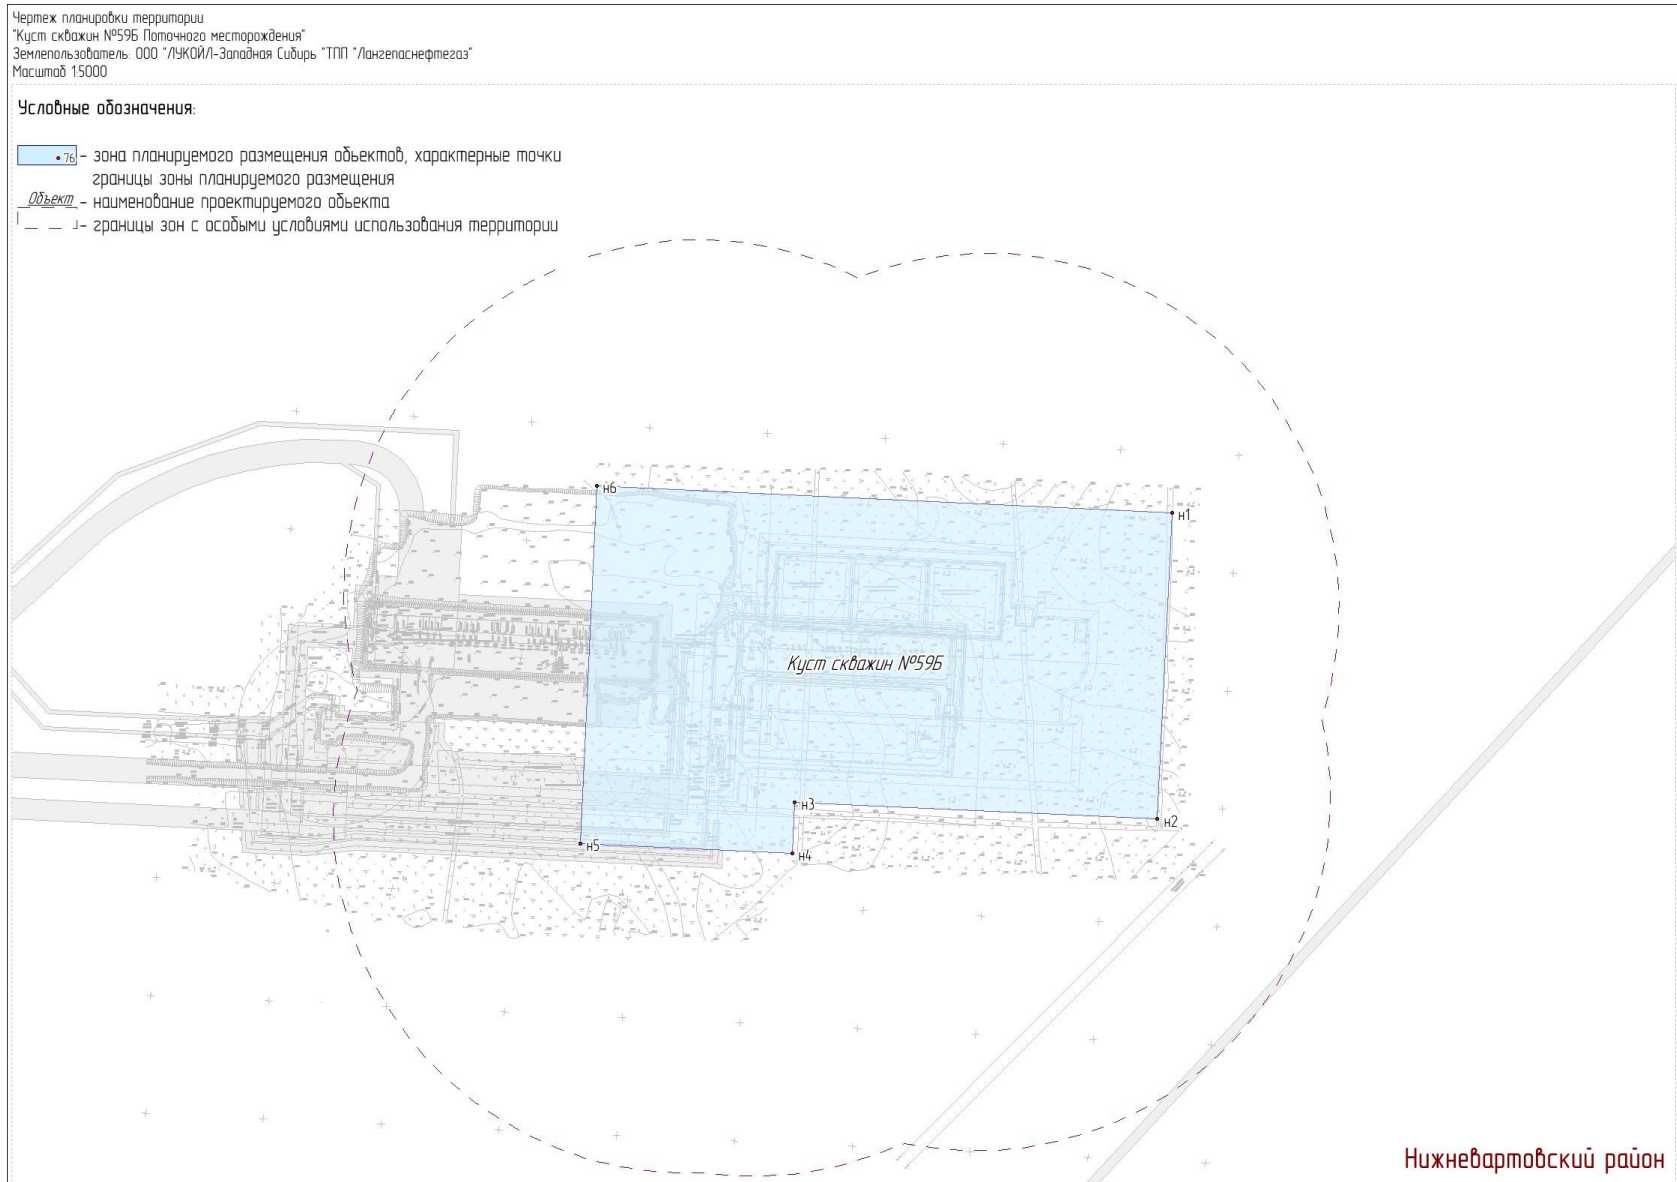 Чертеж планировки территории
"Куст скважин №59Б Поточного месторождения"
Землепользователь: ООО "ЛУКОЙЛ-Западная Сибирь "ТПП "Лангепаснефтегаз"
Масштаб 1:5000
Условные обозначения:
76 - зона планируемого размещения объектов, характерные точки
границы зоны планируемого размещения
Объект - наименование проектируемого объекта
- границы зон с особыми условиями использования территории
н6
н1
Куст скважин №59Б
н3
н2
н5
н4
Нижневартовский район